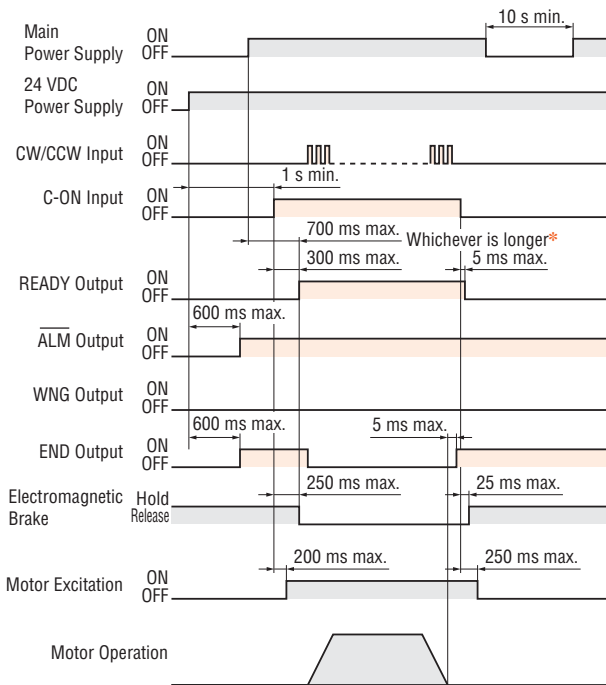 10 s min.
Main
Power Supply
ON
OFF
24 VDC
Power Supply
ON
OFF
CW/CCW Input
ON
OFF
1 s min.
C-ON Input
ON
OFF
700 ms max.
Whichever is longer*
300 ms max.
5 ms max.
READY Output
ON
OFF
600 ms max.
ALM Output
ON
OFF
WNG Output
ON
OFF
600 ms max.
5 ms max.
END Output
ON
OFF
250 ms max.
25 ms max.
Electromagnetic
Brake
Hold
Release
200 ms max.
250 ms max.
Motor Excitation
ON
OFF
Motor Operation